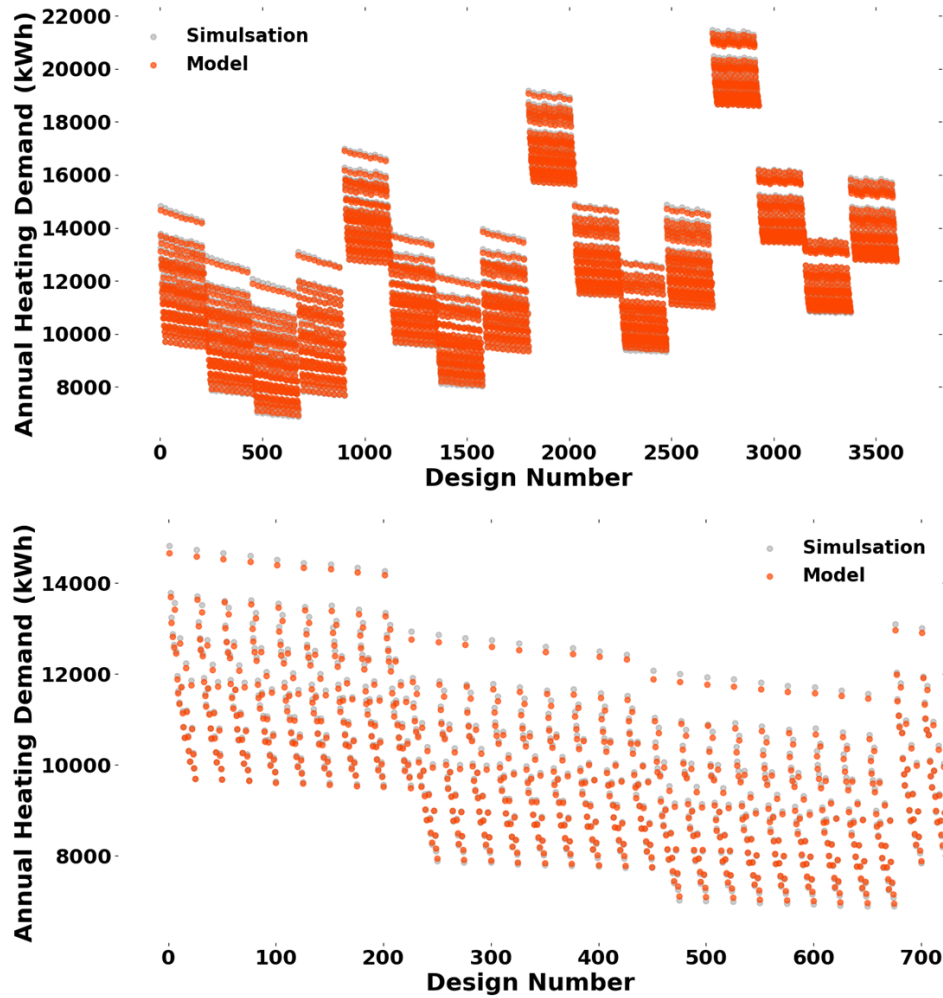 Annual Heating Demand (kWh)
22000
20000
18000
16000
14000
12000
10000
8000
Simulsation
Model
0 500 1000 1500 2000 2500 3000 3500
Design Number
Annual Heating Demand (kWh)
14000
12000
10000
8000
Simulsation
Model
0 100 200 300 400 500 600 700
Design Number